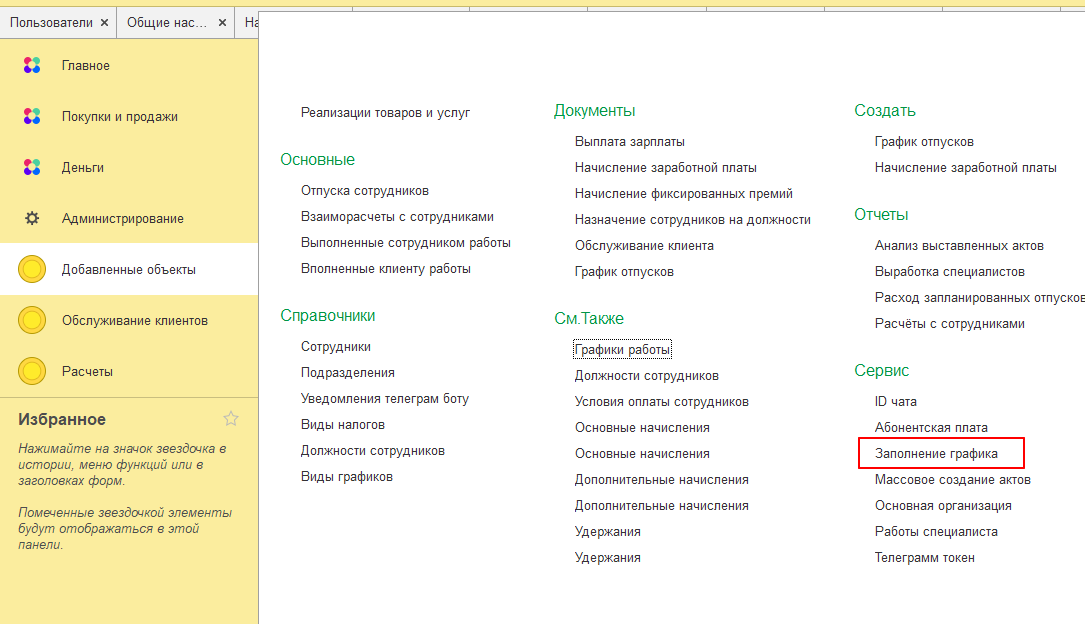 Пользователи ×
Общие нас... ×
На
Главное
Покупки и продажи
Деньги
Администрирование
Добавленные объекты
Обслуживание клиентов
Расчеты
Избранное
Нажимайте на значок звездочка в
истории, меню функций или в
заголовках форм.
Помеченные звездочкой элементы
будут отображаться в этой
панели.
Реализации товаров и услуг
Основные
Отпуска сотрудников
Взаиморасчеты с сотрудниками
Выполненные сотрудником работы
Вполненные клиенту работы
Справочники
Сотрудники
Подразделения
Уведомления телеграм боту
Виды налогов
Должности сотрудников
Виды графиков
Документы
Выплата зарплаты
Начисление заработной платы
Начисление фиксированных премий
Назначение сотрудников на должности
Обслуживание клиента
График отпусков
См.Также
Графики работы
Должности сотрудников
Условия оплаты сотрудников
Основные начисления
Основные начисления
Дополнительные начисления
Дополнительные начисления
Удержания
Удержания
Создать
График отпусков
Начисление заработной платы
Отчеты
Анализ выставленных актов
Выработка специалистов
Расход запланированных отпусков
Расчёты с сотрудниками
Сервис
ID чата
Абонентская плата
Заполнение графика
Массовое создание актов
Основная организация
Работы специалиста
Телеграмм токен